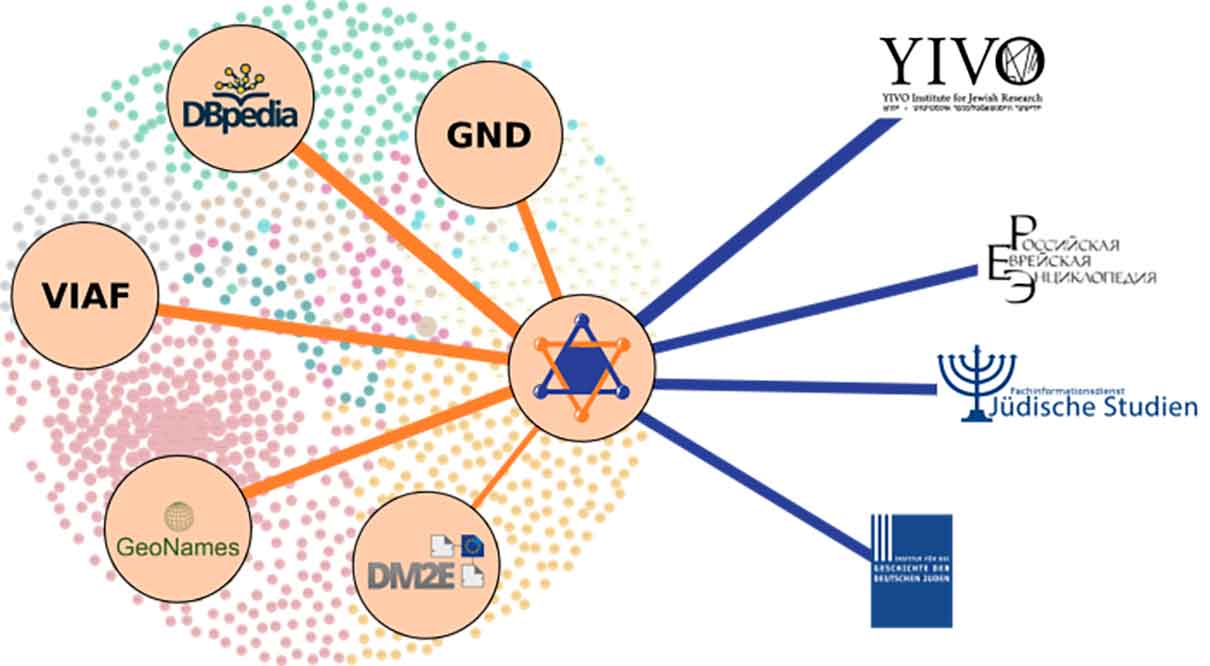 DBpedia
GND
VIAF
GeoNames
DM2E
YIVO
YIVO Institute for Jewish Research
РОССИЙСКАЯ
ЕВРЕЙСКАЯ
ЭНЦИКЛОПЕДИЯ
Fachinformationsdienst
Jüdische Studien
INSTITUT FÜR DIE
GESCHICHTE DER
DEUTSCHEN JUDEN